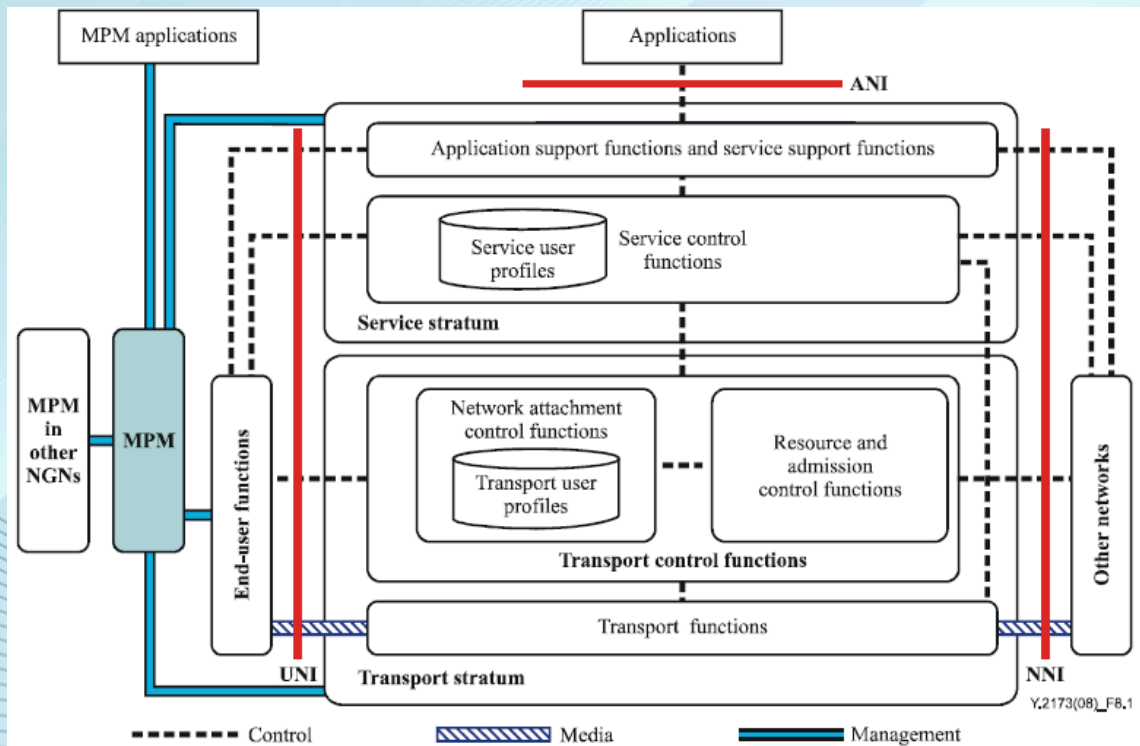 MPM applications
Applications
ANI
Application support functions and service support functions
Service user
profiles
Service control
functions
Service stratum
MPM
in
other
NGNs
MPM
End-user functions
Network attachment
control functions
Transport user
profiles
Resource and
admission
control functions
Transport control functions
Other networks
Transport functions
UNI
Transport stratum
NNI
Y.2173(08)_F8.1
Control
Media
Management